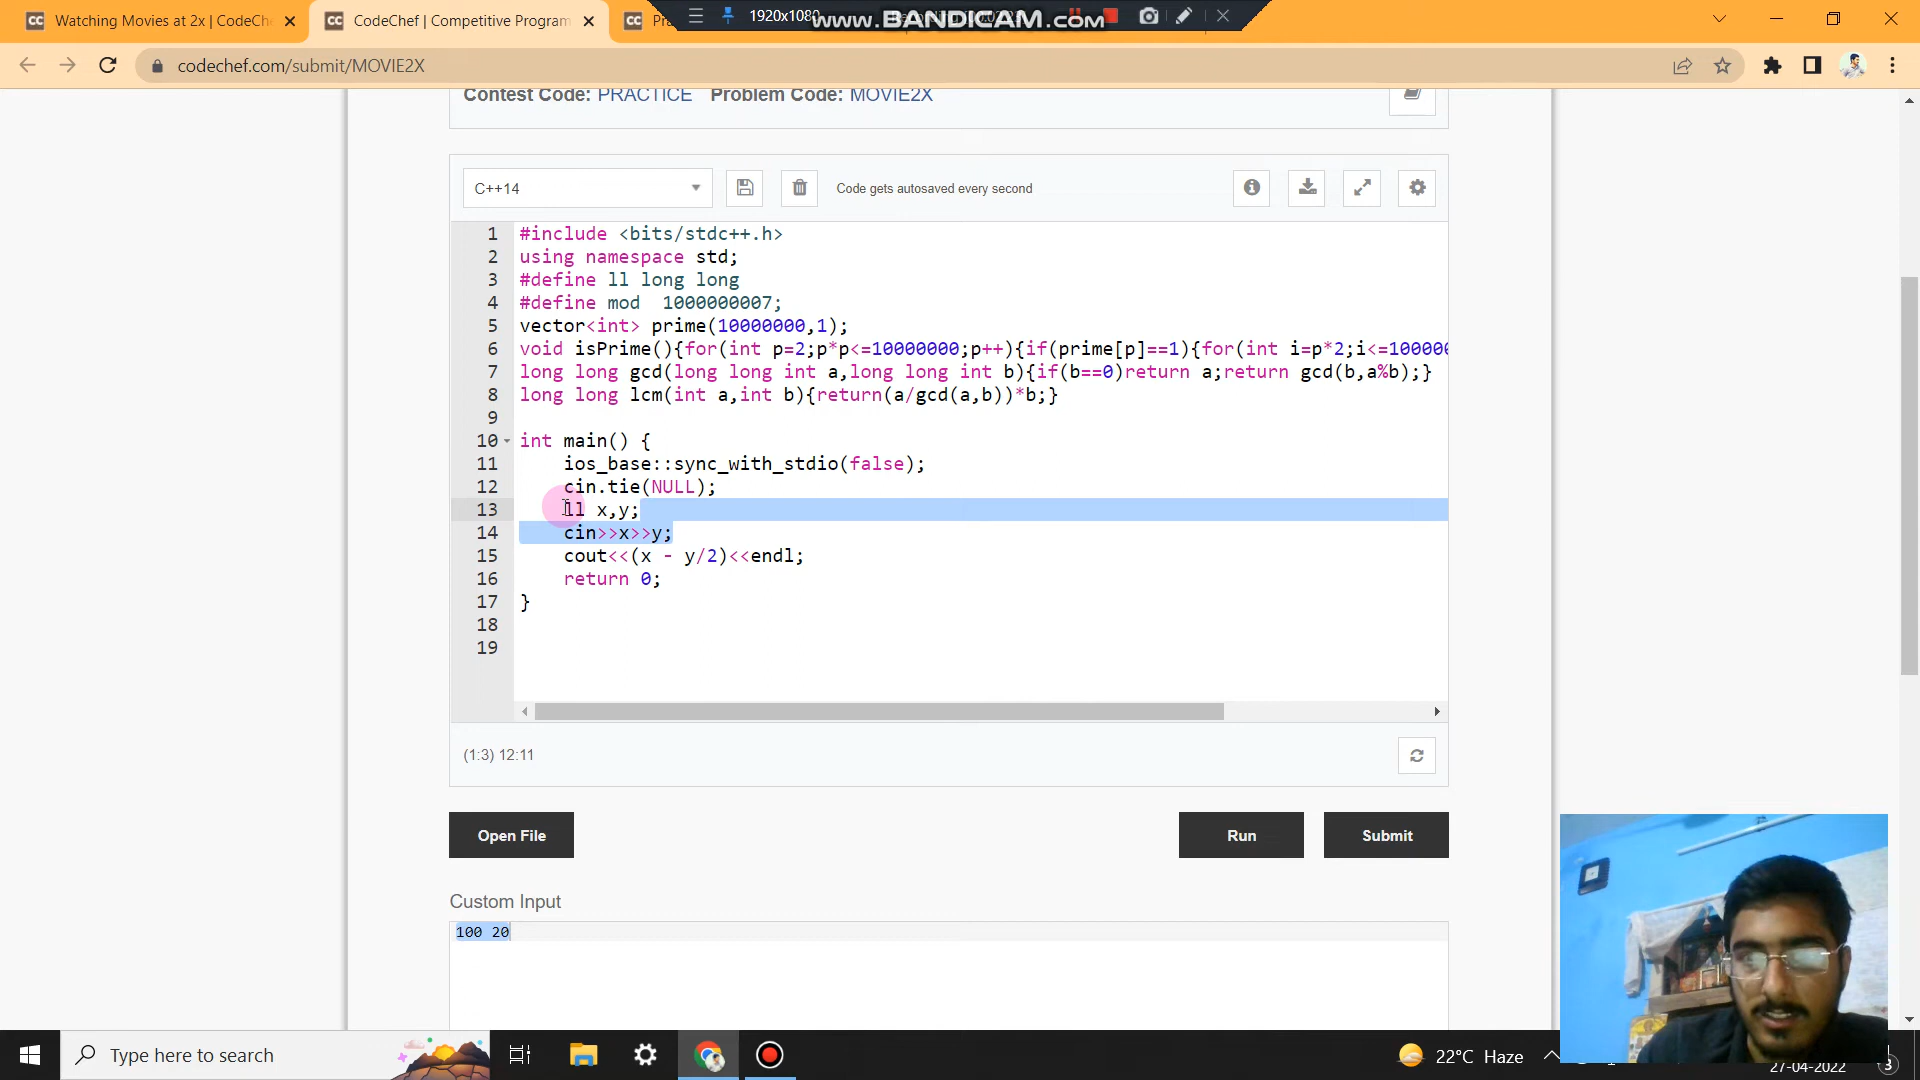 Watching Movies at 2x | CodeChe
CodeChef | Competitive Program
Pra
1920x1080
www.BANDICAM.com
codechef.com/submit/MOVIE2X
Contest Code: PRACTICE Problem Code: MOVIE2X
C++14
Code gets autosaved every second
1 #include <bits/stdc++.h>
2 using namespace std;
3 #define ll long long
4 #define mod  1000000007;
5 vector<int> prime(10000000,1);
6 void isPrime(){for(int p=2;p*p<=10000000;p++){if(prime[p]==1){for(int i=p*2;i<=100000
7 long long gcd(long long int a,long long int b){if(b==0)return a;return gcd(b,a%b);}
8 long long lcm(int a,int b){return(a/gcd(a,b))*b;}
9
10 int main() {
11     ios_base::sync_with_stdio(false);
12     cin.tie(NULL);
13     ll x,y;
14     cin>>x>>y;
15     cout<<(x - y/2)<<endl;
16     return 0;
17 }
18
19
(1:3) 12:11
Open File
Run
Submit
Custom Input
100 20
Type here to search
22°C Haze
27-04-2022
3